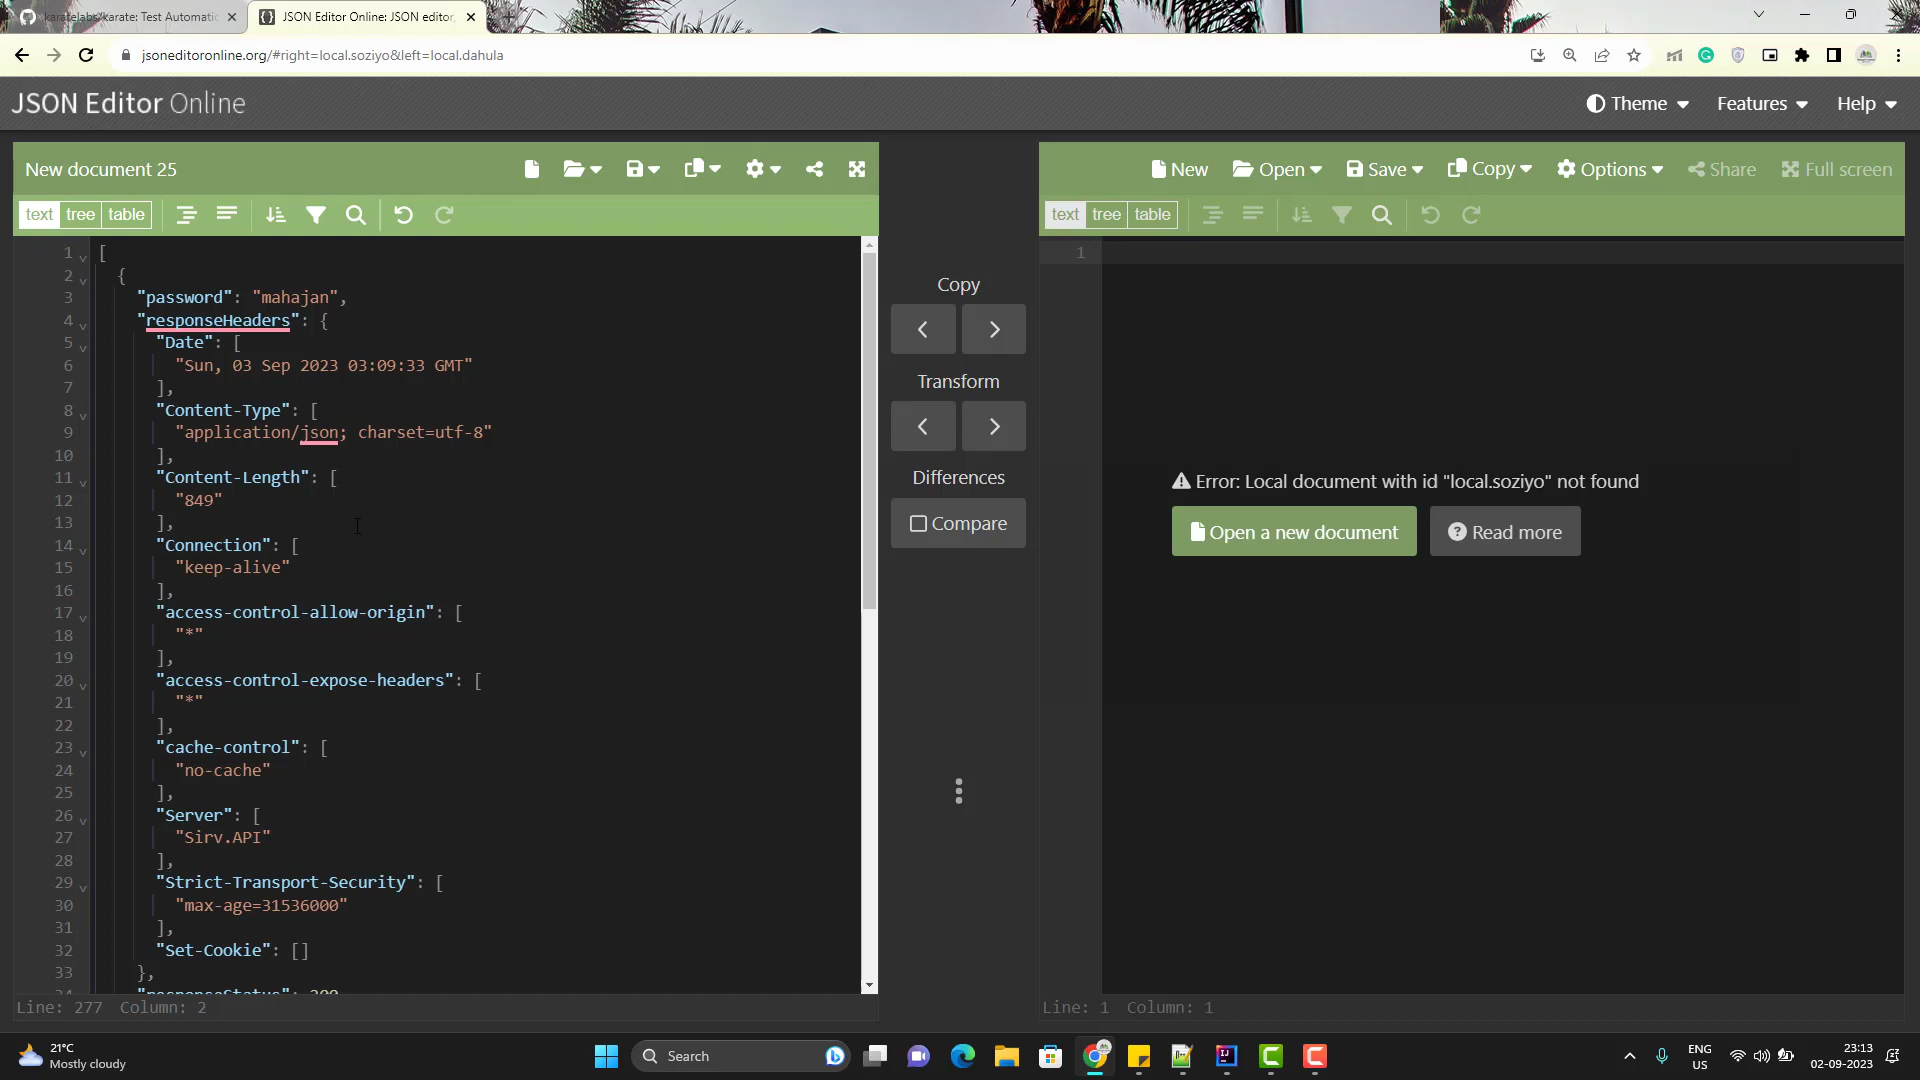 karatelabs/karate: Test Automatic
JSON Editor Online: JSON editor,
jsoneditoronline.org/#right=local.soziyo&left=local.dahula
JSON Editor Online
Theme
Features
Help
New document 25
New
Open
Save
Copy
Options
Share
Full screen
text
tree
table
text
tree
table
1 [
2 {
3 "password": "mahajan",
4 "responseHeaders": {
5 "Date": [
6 "Sun, 03 Sep 2023 03:09:33 GMT"
7 ],
8 "Content-Type": [
9 "application/json; charset=utf-8"
10 ],
11 "Content-Length": [
12 "849"
13 ],
14 "Connection": [
15 "keep-alive"
16 ],
17 "access-control-allow-origin": [
18 "*"
19 ],
20 "access-control-expose-headers": [
21 "*"
22 ],
23 "cache-control": [
24 "no-cache"
25 ],
26 "Server": [
27 "Sirv.API"
28 ],
29 "Strict-Transport-Security": [
30 "max-age=31536000"
31 ],
32 "Set-Cookie": []
33 },
34 "responseStatus": 200
Line: 277 Column: 2
Copy
Transform
Differences
Compare
1
Error: Local document with id "local.soziyo" not found
Open a new document
Read more
Line: 1 Column: 1
21°C
Mostly cloudy
Search
ENG
US
23:13
02-09-2023